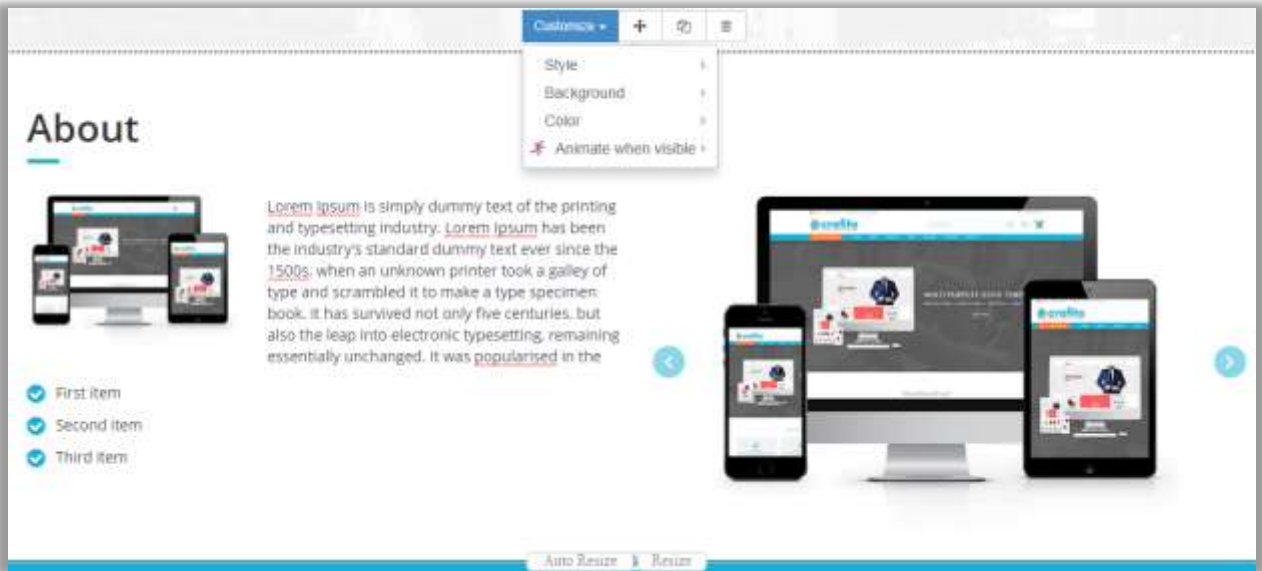 Customize
Style
Background
Color
Animate when visible
About
Lorem Ipsum is simply dummy text of the printing
and typesetting industry. Lorem Ipsum has been
the industry's standard dummy text ever since the
1500s, when an unknown printer took a galley of
type and scrambled it to make a type specimen
book. It has survived not only five centuries, but
also the leap into electronic typesetting, remaining
essentially unchanged. It was popularised in the
First item
Second item
Third item
crafito
crafito
Auto Resize Resize